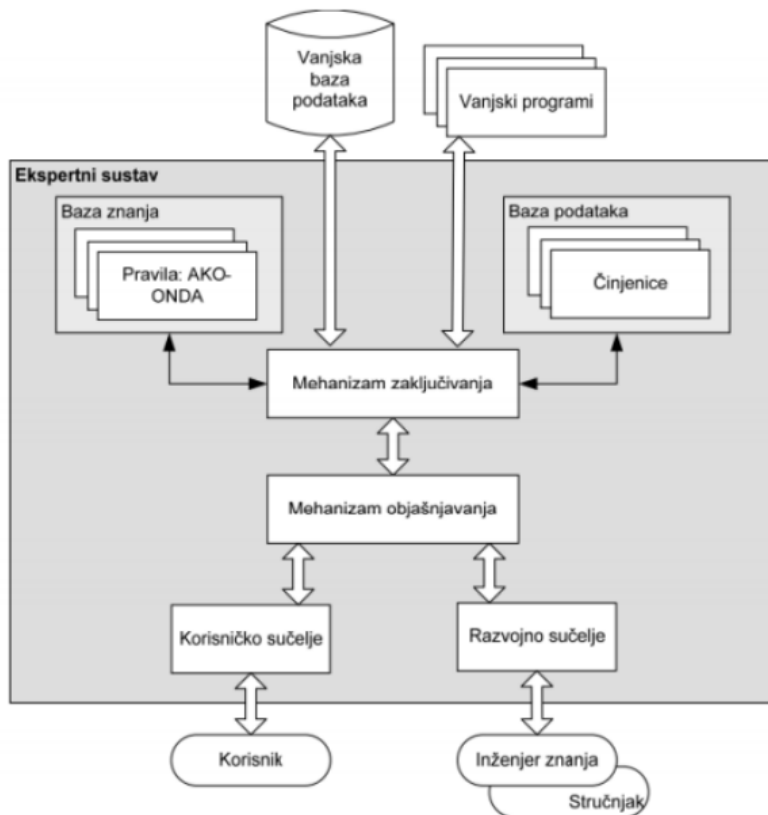 Vanjska
baza
podataka
Vanjski programi
Ekspertni sustav
Baza znanja
Pravila: AKO-
ONDA
Baza podataka
Činjenice
Mehanizam zaključivanja
Mehanizam objašnjavanja
Korisničko sučelje
Razvojno sučelje
Korisnik
Inženjer znanja
Stručnjak